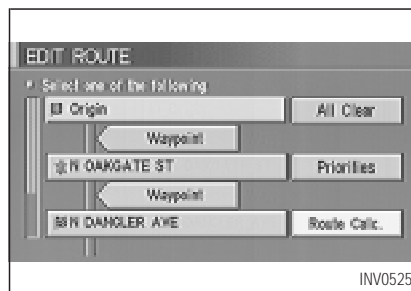 EDIT ROUTE
Select one of the following.
Origin
All Clear
Waypoint
N OAKGATE ST
Priorities
Waypoint
N DANGLER AVE
Route Calc.
INV0525